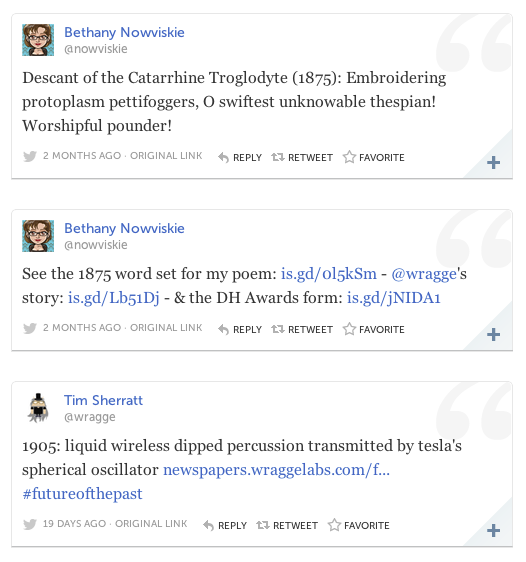 Bethany Nowviskie
@nowviskie
Descant of the Catarrhine Troglodyte (1875): Embroidering
protoplasm pettifoggers, O swiftest unknowable thespian!
Worshipful pounder!
2 MONTHS AGO · ORIGINAL LINK REPLY RETWEET FAVORITE
Bethany Nowviskie
@nowviskie
See the 1875 word set for my poem: is.gd/0l5kSm - @wragge's
story: is.gd/Lb51Dj - & the DH Awards form: is.gd/jNIDA1
2 MONTHS AGO · ORIGINAL LINK REPLY RETWEET FAVORITE
Tim Sherratt
@wragge
1905: liquid wireless dipped percussion transmitted by tesla's
spherical oscillator newspapers.wraggelabs.com/f...
#futureofthepast
19 DAYS AGO · ORIGINAL LINK REPLY RETWEET FAVORITE